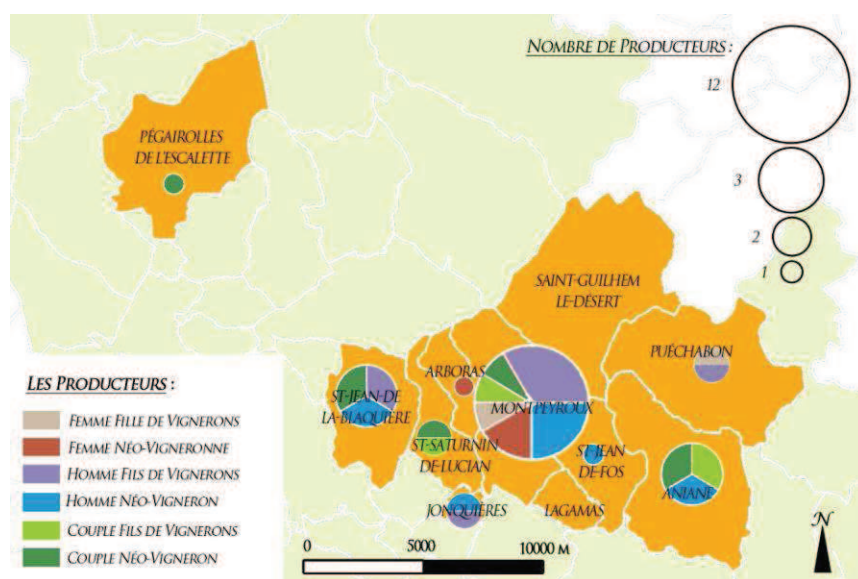 NOMBRE DE PRODUCTEURS :
12
3
2
1
PÉGAIROLLES
DE L'ESCALETTE
SAINT-GUILHEM
LE-DÉSERT
PUÉCHABON
ARBORAS
MONTPEYROUX
ST-JEAN-DE
LA-BLAQUIÈRE
ST-SATURNIN
DE-LUCIAN
ST-JEAN
DE-FOS
ANIANE
JONQUIÈRES
LAGAMAS
LES PRODUCTEURS :
FEMME FILLE DE VIGNERONS
FEMME NÉO-VIGNERONNE
HOMME FILS DE VIGNERONS
HOMME NÉO-VIGNERON
COUPLE FILS DE VIGNERONS
COUPLE NÉO-VIGNERON
0 5000 10000 M
N